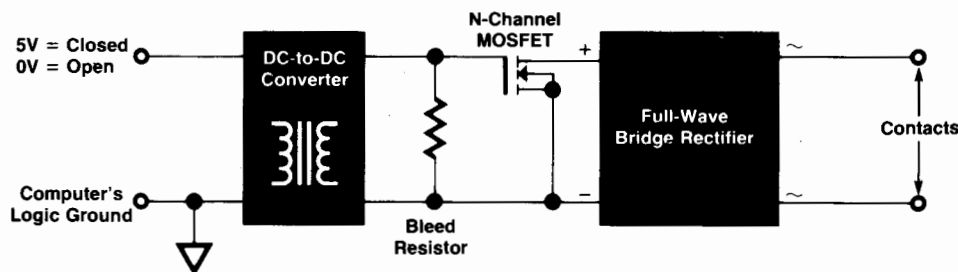 N-Channel
MOSFET
5V = Closed
0V = Open
DC-to-DC
Converter
+
~
Full-Wave
Bridge Rectifier
Contacts
Computer's
Logic Ground
Bleed
Resistor
−
~